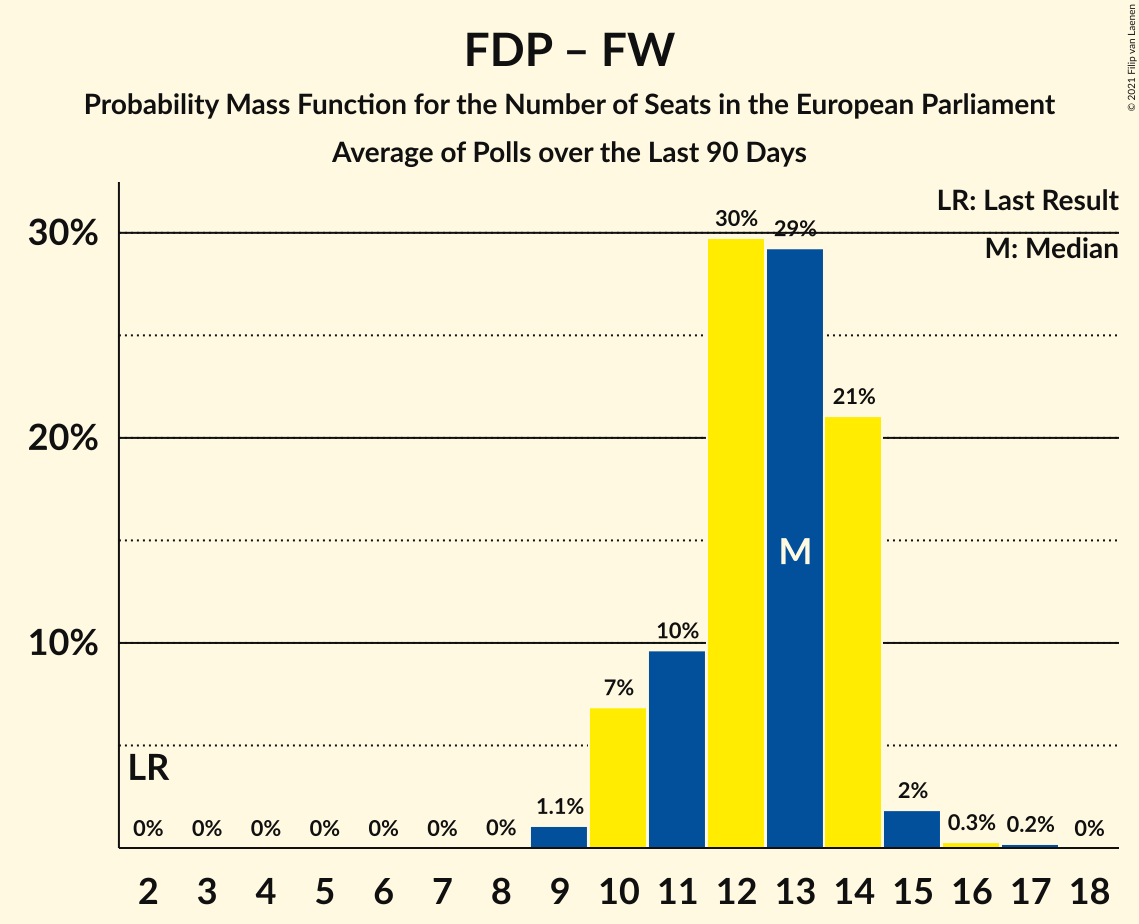 FDP – FW
Probability Mass Function for the Number of Seats in the European Parliament
Average of Polls over the Last 90 Days
© 2021 Filip van Laenen
LR: Last Result
M: Median
30%
20%
10%
LR
M
0% 0% 0% 0% 0% 0% 0% 1.1% 7% 10% 30% 29% 21% 2% 0.3% 0.2% 0%
2 3 4 5 6 7 8 9 10 11 12 13 14 15 16 17 18